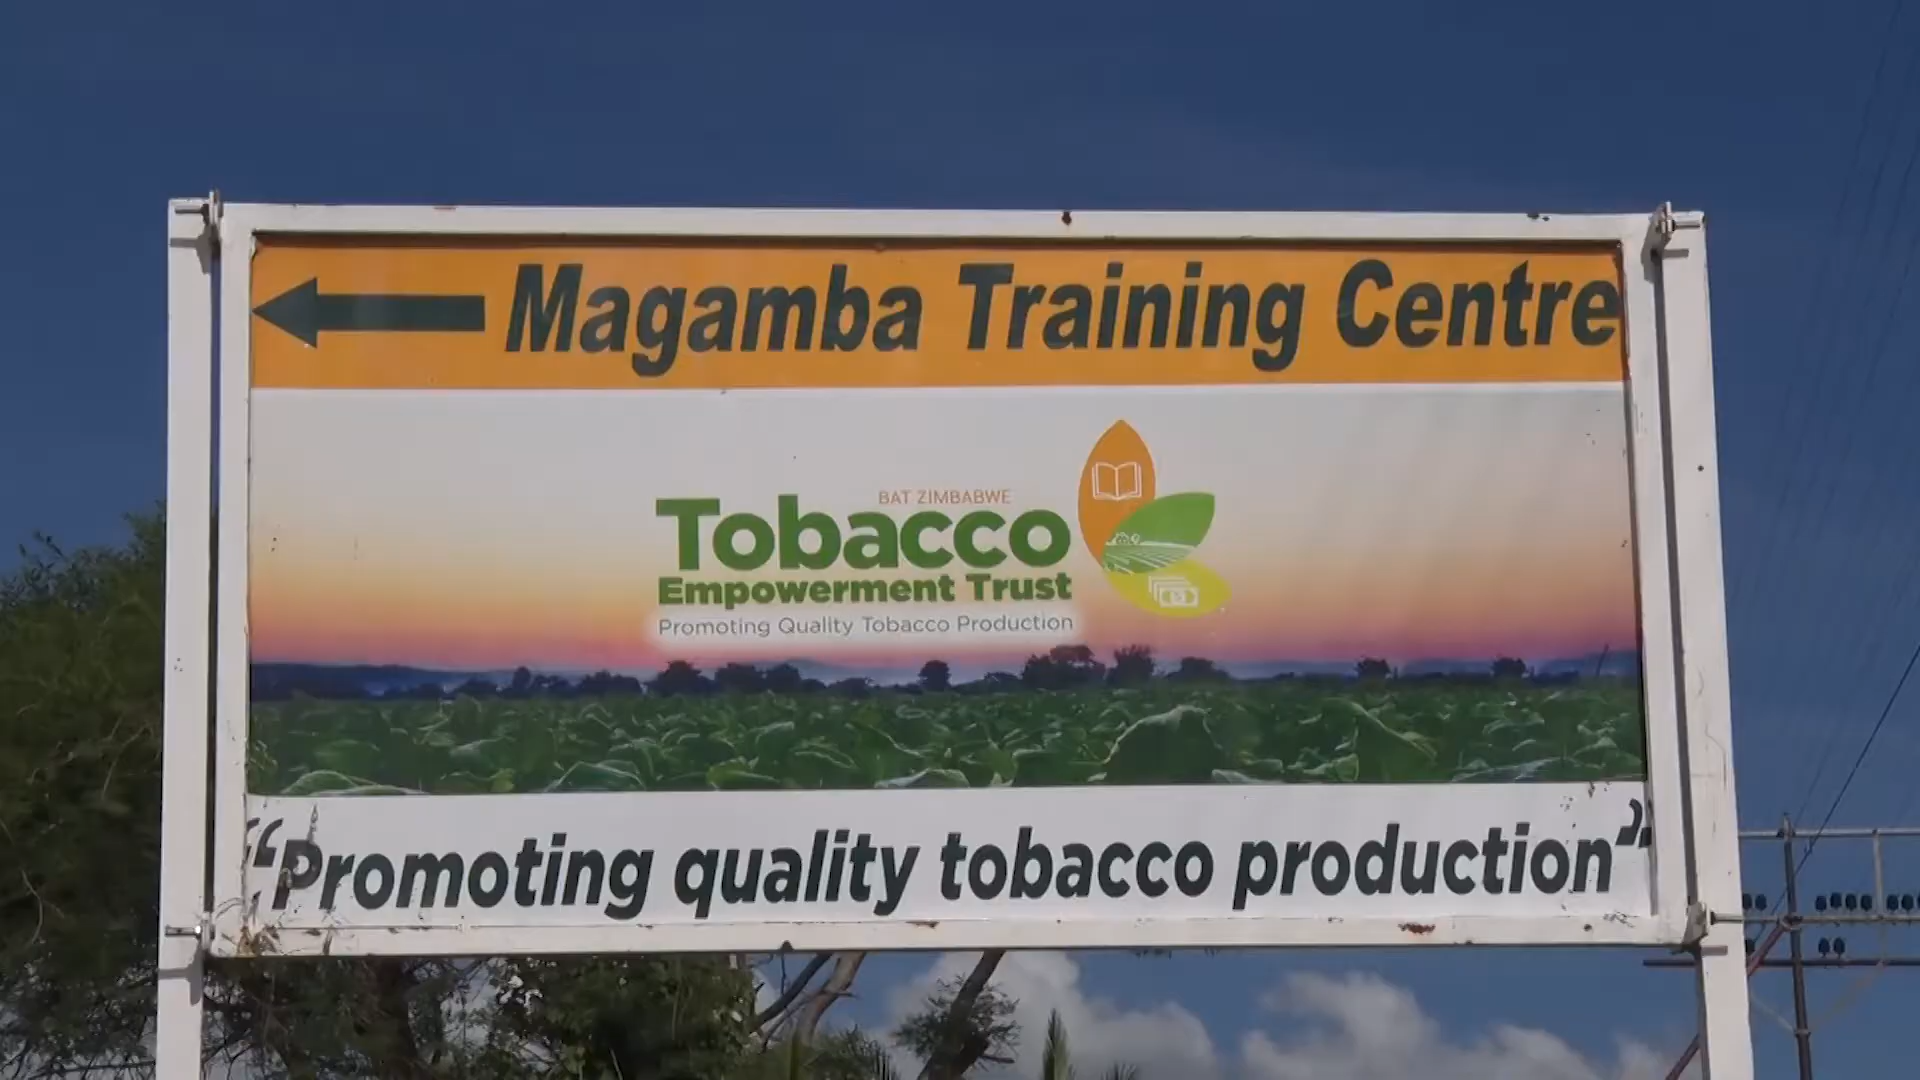 Magamba Training Centre
BAT ZIMBABWE
Tobacco
Empowerment Trust
Promoting Quality Tobacco Production
“Promoting quality tobacco production”